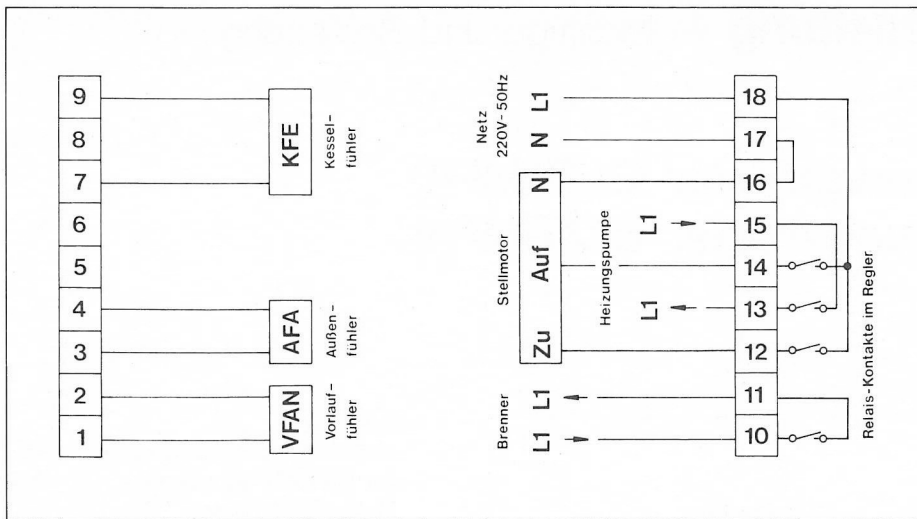 9
8
7
6
5
4
3
2
1
KFE
Kessel-
fühler
AFA
Außen-
fühler
VFAN
Vorlauf-
fühler
Netz
220V-50Hz
L1
N
Stellmotor
N
Auf
Zu
Heizungspumpe
L1
L1
Brenner
L1
L1
18
17
16
15
14
13
12
11
10
Relais-Kontakte im Regler